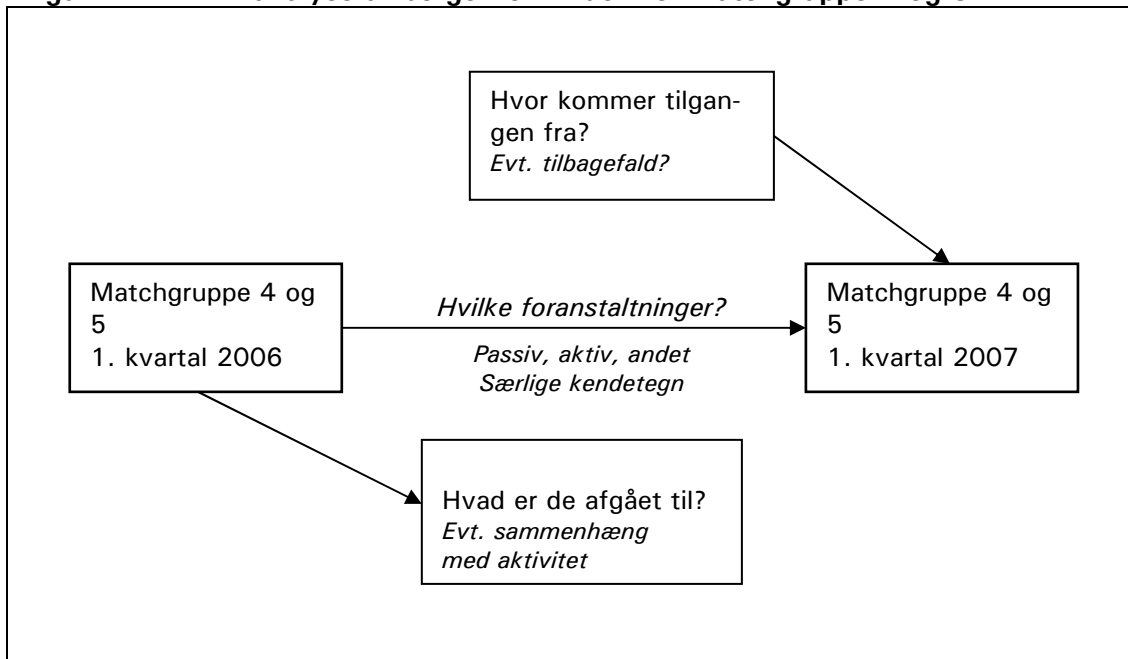 Hvor kommer tilgan-
gen fra?
Evt. tilbagefald?
Matchgruppe 4 og
5
1. kvartal 2006
Hvilke foranstaltninger?
Passiv, aktiv, andet
Særlige kendetegn
Matchgruppe 4 og
5
1. kvartal 2007
Hvad er de afgået til?
Evt. sammenhæng
med aktivitet